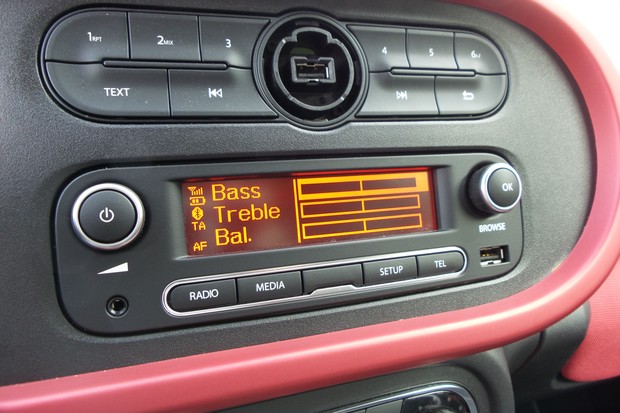 1RPT
2MIX
3
4
5
6
TEXT
Bass
Treble
TA
Bal.
AF
OK
BROWSE
RADIO
MEDIA
SETUP
TEL